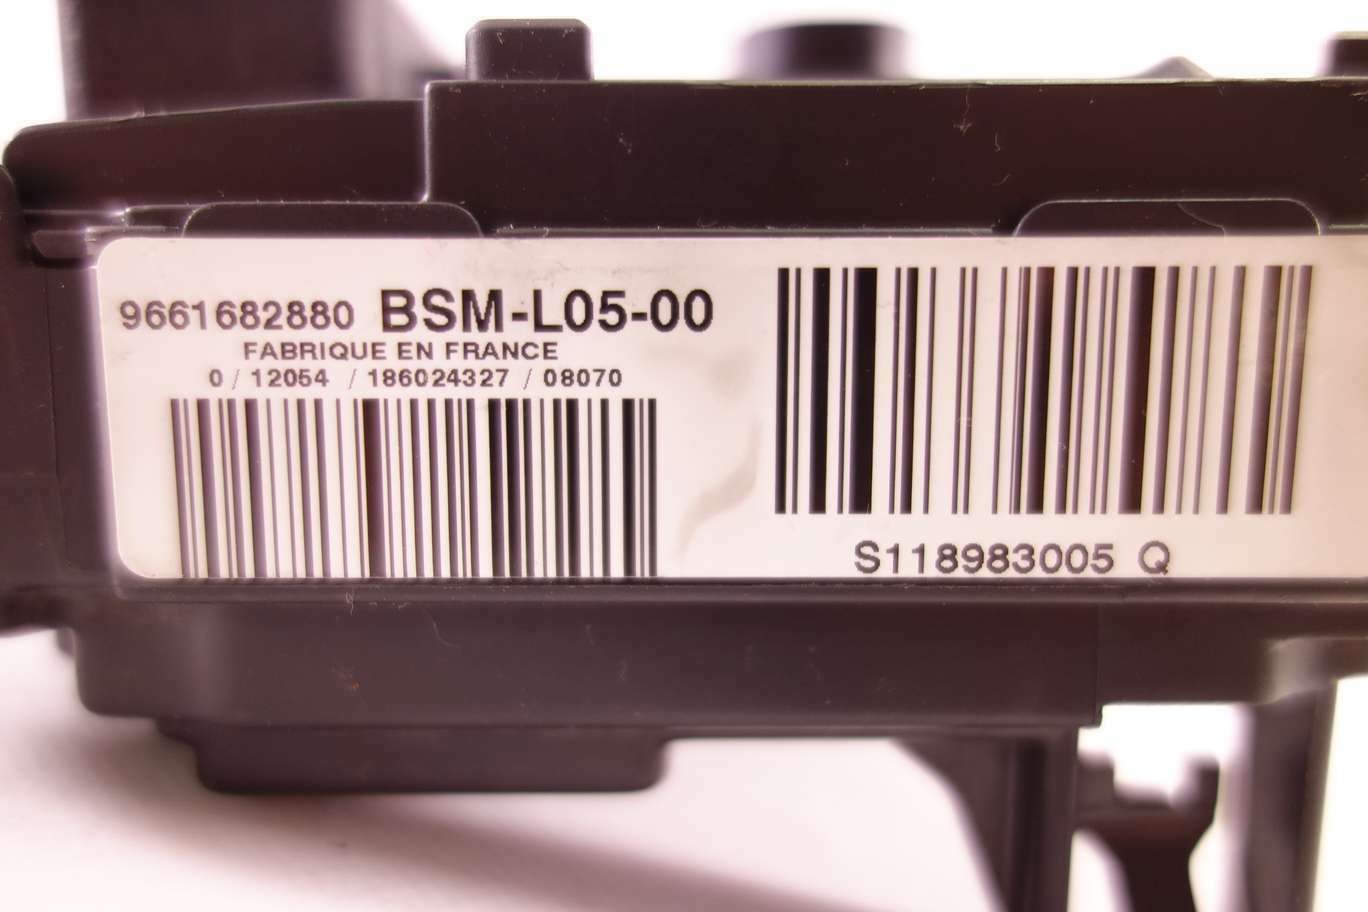 9661682880 BSM-L05-00
FABRIQUE EN FRANCE
0 / 12054 / 186024327 / 08070
S118983005 Q